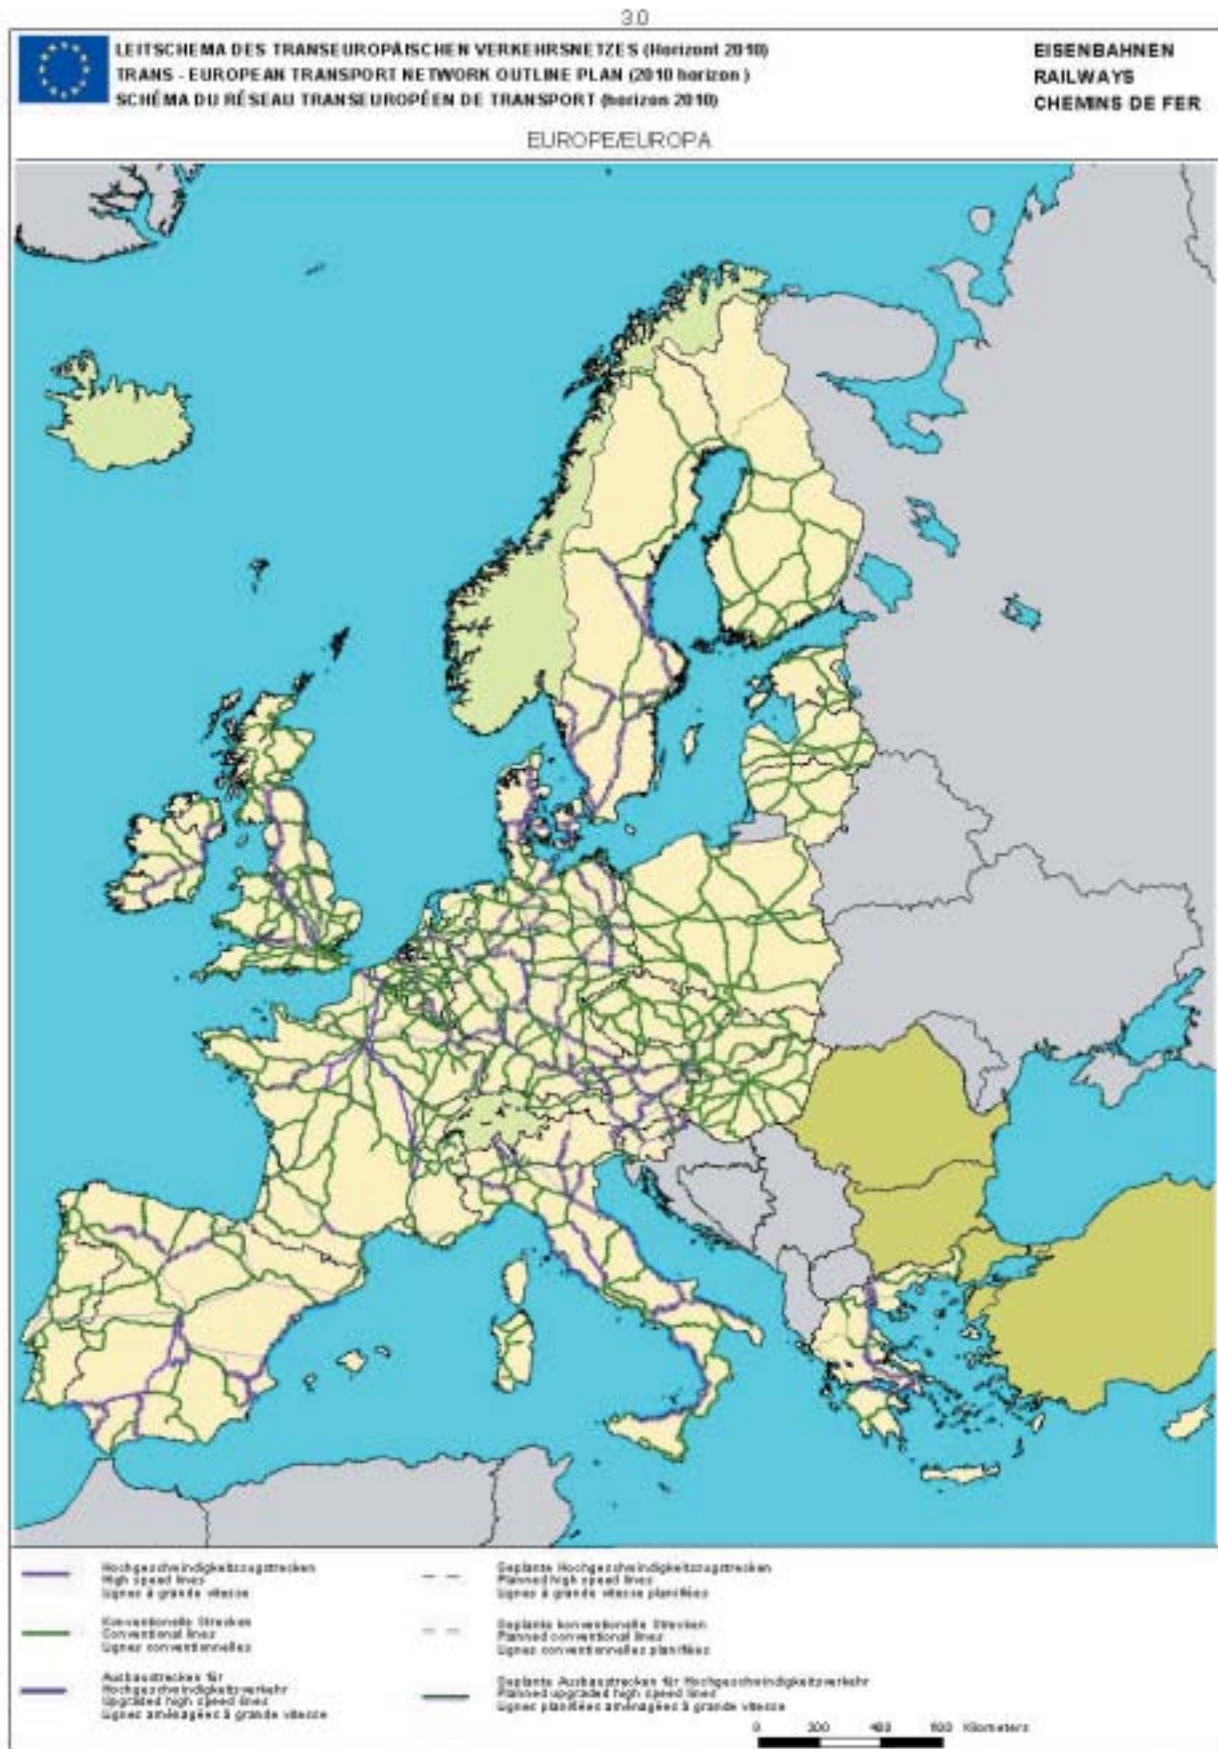 3.0
LEITSCHEMA DES TRANSEUROPÄISCHEN VERKEHRSNETZES (Horizont 2010)
TRANS - EUROPEAN TRANSPORT NETWORK OUTLINE PLAN (2010 horizon )
SCHÉMA DU RÉSEAU TRANSEUROPÉEN DE TRANSPORT (horizon 2010)
EISENBAHNEN
RAILWAYS
CHEMINS DE FER
EUROPE/EUROPA
Hochgeschwindigkeitszugstrecken
High speed lines
Lignes à grande vitesse
Konventionelle Strecken
Conventional lines
Lignes conventionnelles
Ausbaustrecken für
Hochgeschwindigkeitsverkehr
Upgraded high speed lines
Lignes aménagées à grande vitesse
Geplante Hochgeschwindigkeitszugstrecken
Planned high speed lines
Lignes à grande vitesse planifiées
Geplante konventionelle Strecken
Planned conventional lines
Lignes conventionnelles planifiées
Geplante Ausbaustrecken für Hochgeschwindigkeitsverkehr
Planned upgraded high speed lines
Lignes planifiées aménagées à grande vitesse
0 200 400 600 Kilometers